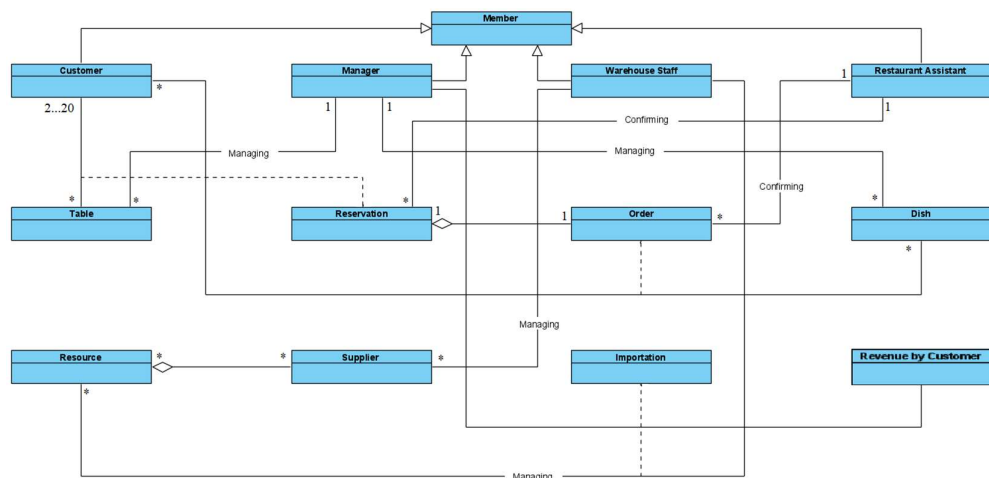 Member
Customer
Manager
Warehouse Staff
Restaurant Assistant
*
1
2...20
1
1
1
Confirming
Managing
Managing
Confirming
*
*
*
*
Table
Reservation
1
1
Order
*
Dish
*
Managing
Resource
*
*
Supplier
*
Importation
Revenue by Customer
*
Managing